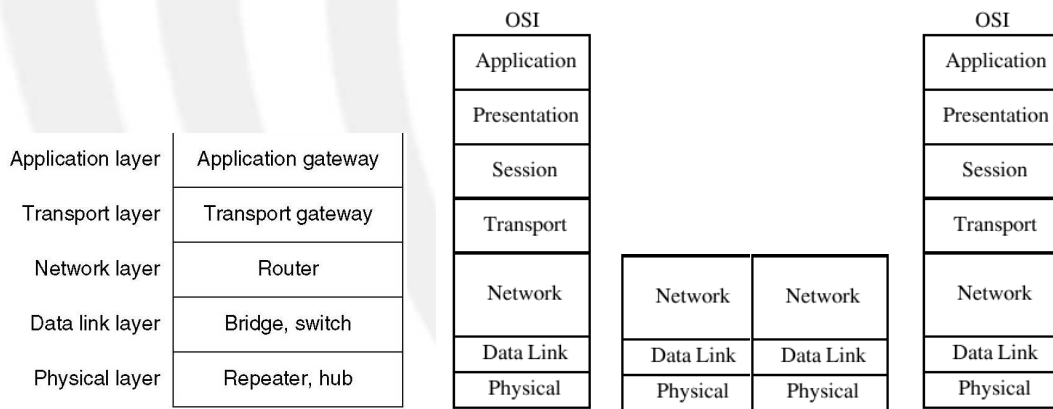 Application layer Application gateway
Transport layer Transport gateway
Network layer Router
Data link layer Bridge, switch
Physical layer Repeater, hub
OSI
Application
Presentation
Session
Transport
Network
Data Link
Physical
Network Network
Data Link Data Link
Physical Physical
OSI
Application
Presentation
Session
Transport
Network
Data Link
Physical